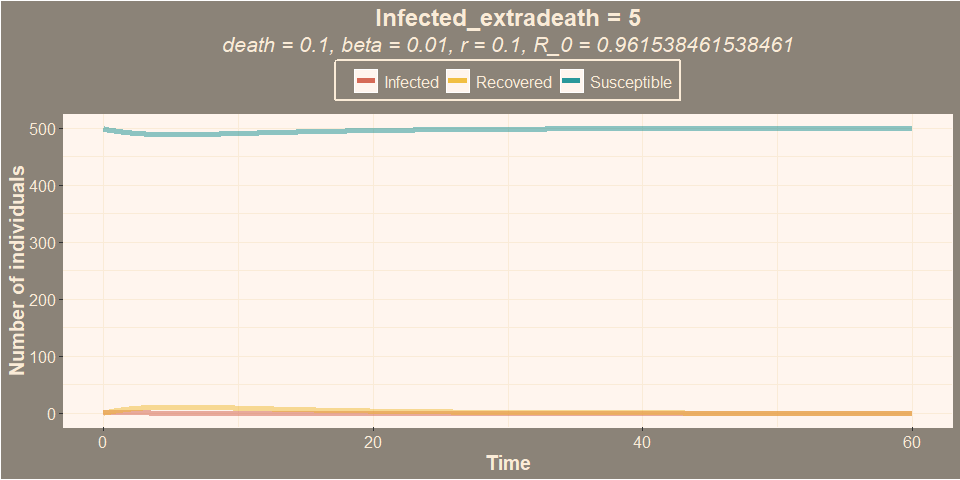 Infected_extradeath = 5
death = 0.1, beta = 0.01, r = 0.1, R_0 = 0.961538461538461
Infected Recovered Susceptible
Number of individuals
500
400
300
200
100
0
0 20 40 60
Time